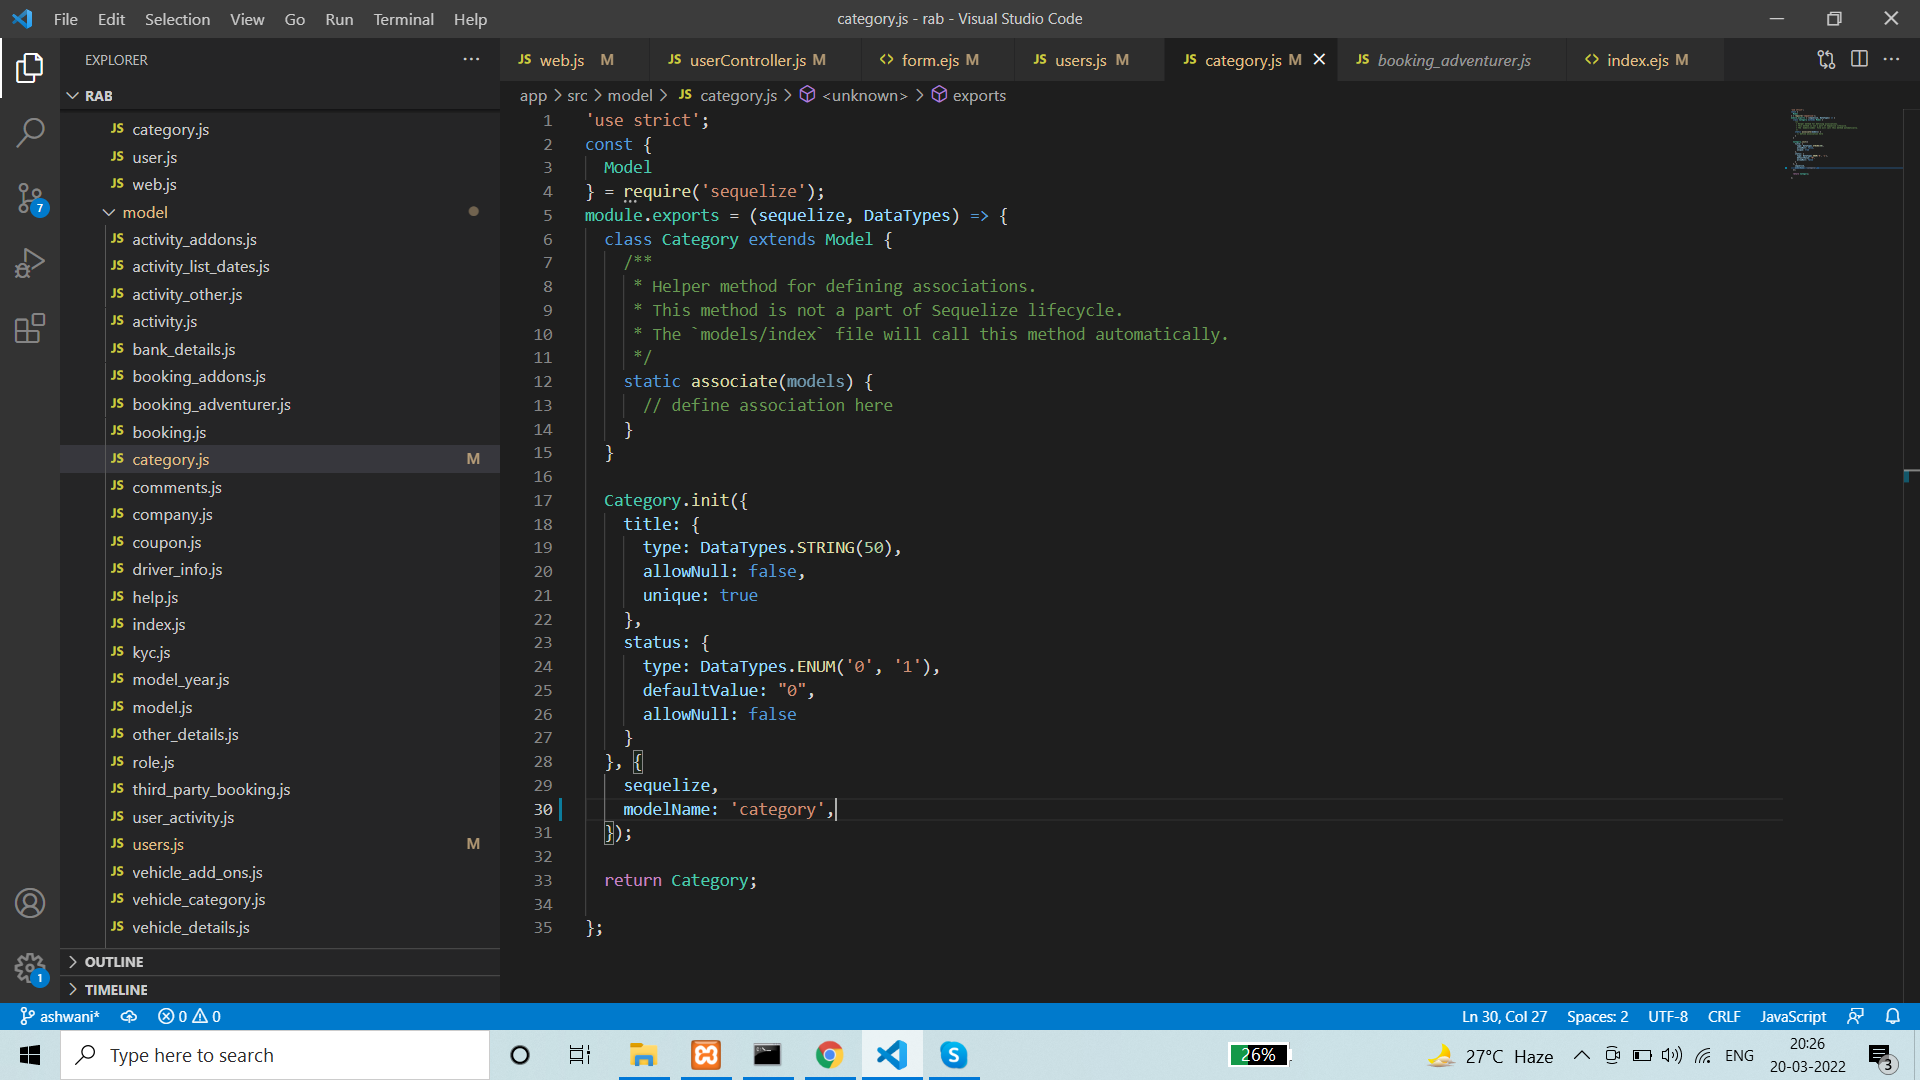 File Edit Selection View Go Run Terminal Help
category.js - rab - Visual Studio Code
EXPLORER
web.js M
userController.js M
form.ejs M
users.js M
category.js M
booking_adventurer.js
index.ejs M
RAB
app > src > model > JS category.js > <unknown> > exports
JS category.js
JS user.js
JS web.js
model
JS activity_addons.js
JS activity_list_dates.js
JS activity_other.js
JS activity.js
JS bank_details.js
JS booking_addons.js
JS booking_adventurer.js
JS booking.js
JS category.js M
JS comments.js
JS company.js
JS coupon.js
JS driver_info.js
JS help.js
JS index.js
JS kyc.js
JS model_year.js
JS model.js
JS other_details.js
JS role.js
JS third_party_booking.js
JS user_activity.js
JS users.js M
JS vehicle_add_ons.js
JS vehicle_category.js
JS vehicle_details.js
OUTLINE
TIMELINE
7
1
1 'use strict';
2 const {
3 Model
4 } = require('sequelize');
5 module.exports = (sequelize, DataTypes) => {
6 class Category extends Model {
7 /**
8 * Helper method for defining associations.
9 * This method is not a part of Sequelize lifecycle.
10 * The `models/index` file will call this method automatically.
11 */
12 static associate(models) {
13 // define association here
14 }
15 }
16
17 Category.init({
18 title: {
19 type: DataTypes.STRING(50),
20 allowNull: false,
21 unique: true
22 },
23 status: {
24 type: DataTypes.ENUM('0', '1'),
25 defaultValue: "0",
26 allowNull: false
27 }
28 }, {
29 sequelize,
30 modelName: 'category',
31 });
32
33 return Category;
34
35 };
ashwani* 0 0
Ln 30, Col 27 Spaces: 2 UTF-8 CRLF JavaScript
Type here to search
26%
27°C Haze
ENG
20:26
20-03-2022
3